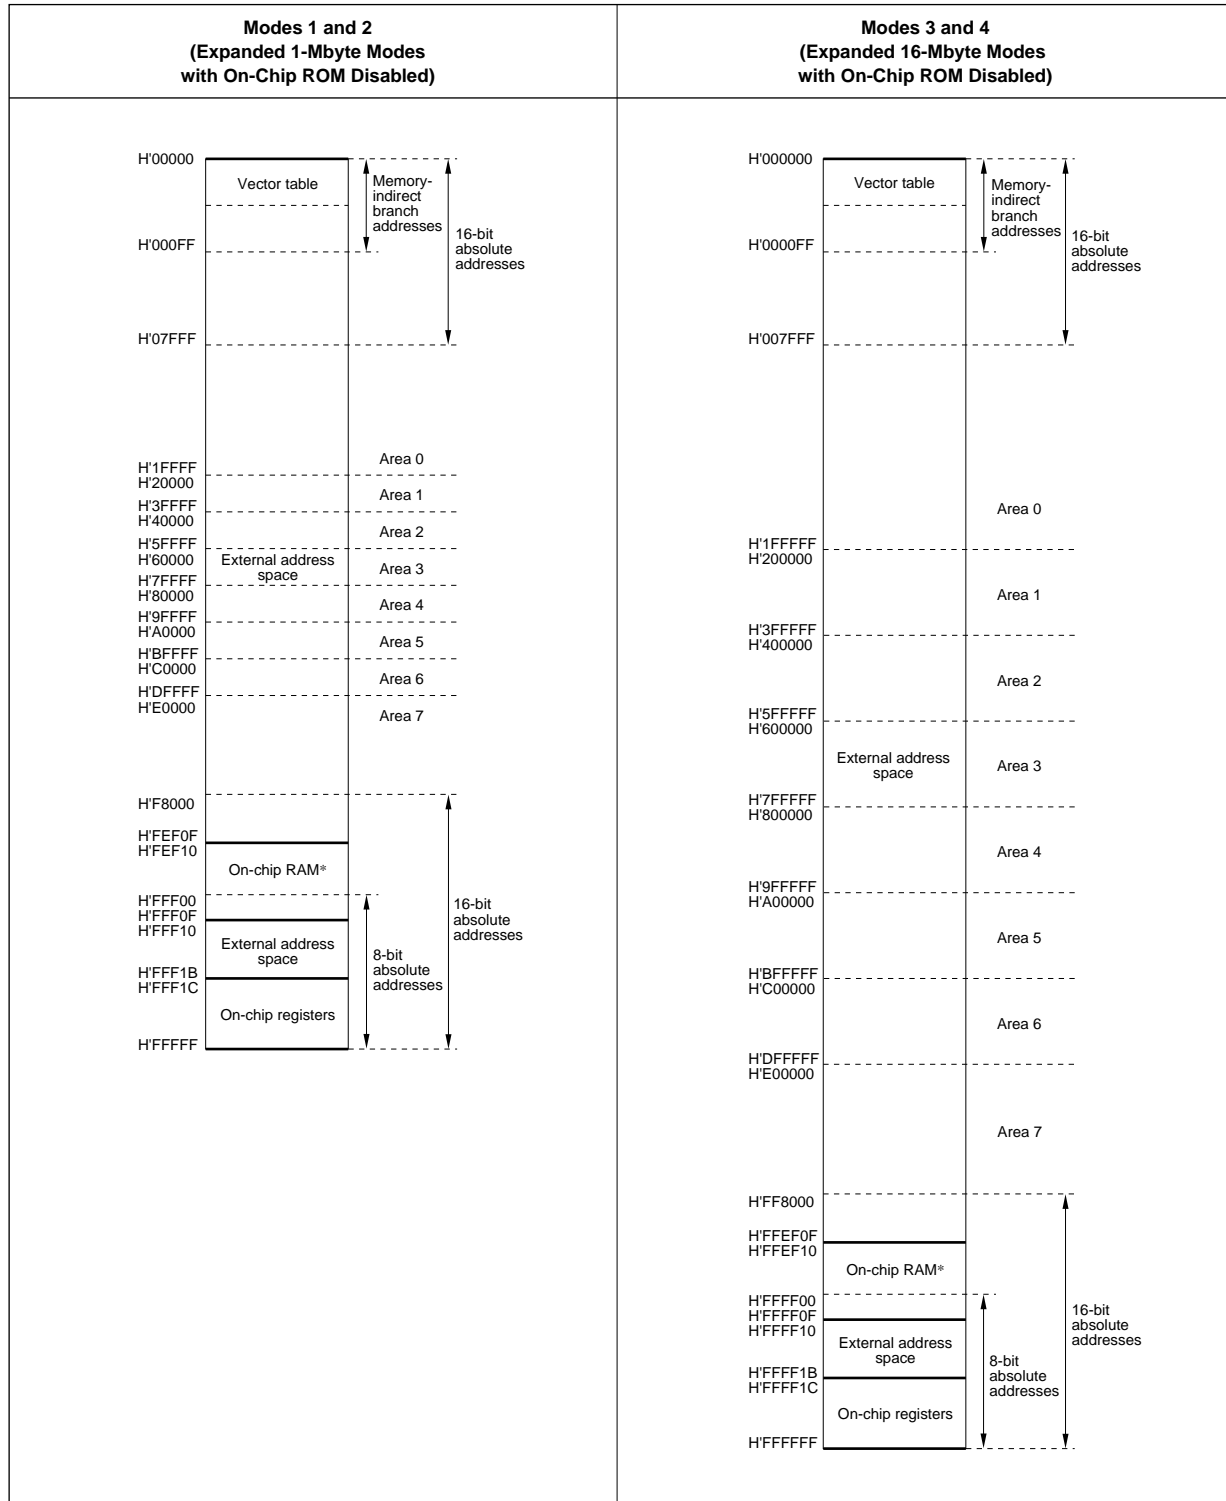 Modes 1 and 2
(Expanded 1-Mbyte Modes
with On-Chip ROM Disabled)
H'00000
Vector table
Memory-
indirect
branch
addresses
16-bit
absolute
addresses
H'000FF
H'07FFF
Area 0
H'1FFFF
H'20000
Area 1
H'3FFFF
H'40000
Area 2
H'5FFFF
H'60000
External address
space
Area 3
H'7FFFF
H'80000
Area 4
H'9FFFF
H'A0000
Area 5
H'BFFFF
H'C0000
Area 6
H'DFFFF
H'E0000
Area 7
H'F8000
H'FEF0F
H'FEF10
On-chip RAM*
H'FFF00
H'FFF0F
H'FFF10
16-bit
absolute
addresses
External address
space
8-bit
absolute
addresses
H'FFF1B
H'FFF1C
On-chip registers
H'FFFFF
Modes 3 and 4
(Expanded 16-Mbyte Modes
with On-Chip ROM Disabled)
H'000000
Vector table
Memory-
indirect
branch
addresses
16-bit
absolute
addresses
H'0000FF
H'007FFF
Area 0
H'1FFFFF
H'200000
Area 1
H'3FFFFF
H'400000
Area 2
H'5FFFFF
H'600000
External address
space
Area 3
H'7FFFFF
H'800000
Area 4
H'9FFFFF
H'A00000
Area 5
H'BFFFFF
H'C00000
Area 6
H'DFFFFF
H'E00000
Area 7
H'FF8000
H'FFEF0F
H'FFEF10
On-chip RAM*
H'FFFF00
H'FFFF0F
H'FFFF10
16-bit
absolute
addresses
External address
space
8-bit
absolute
addresses
H'FFFF1B
H'FFFF1C
On-chip registers
H'FFFFFF